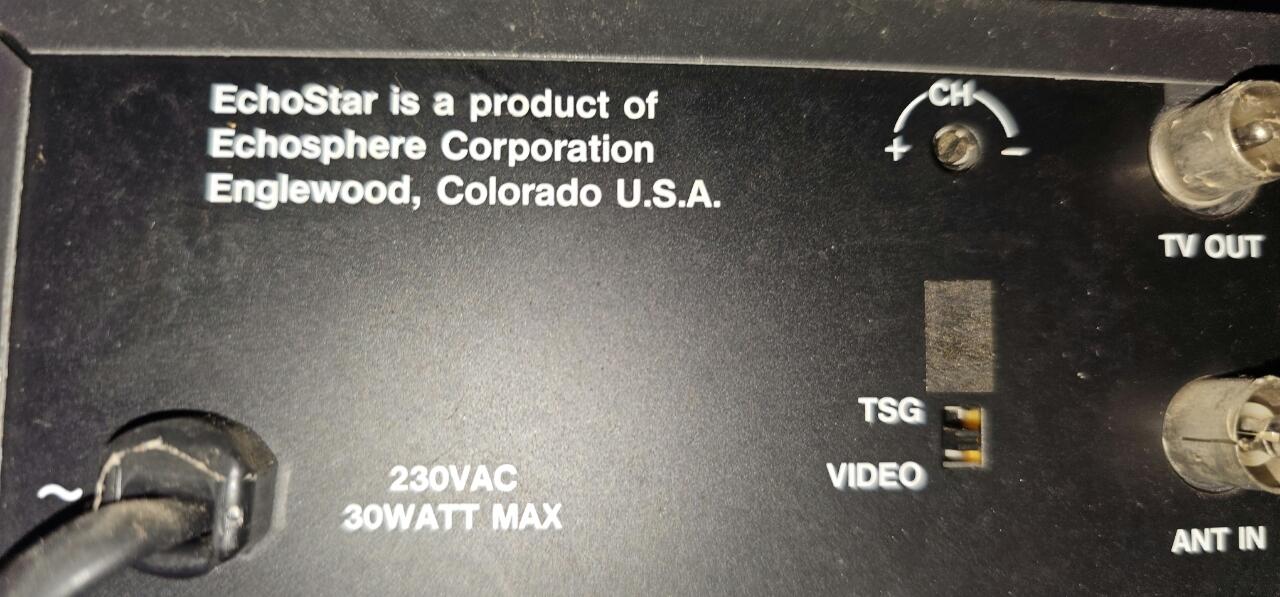 EchoStar is a product of
Echosphere Corporation
Englewood, Colorado U.S.A.
CH
+ −
TV OUT
TSG
VIDEO
~
230VAC
30WATT MAX
ANT IN